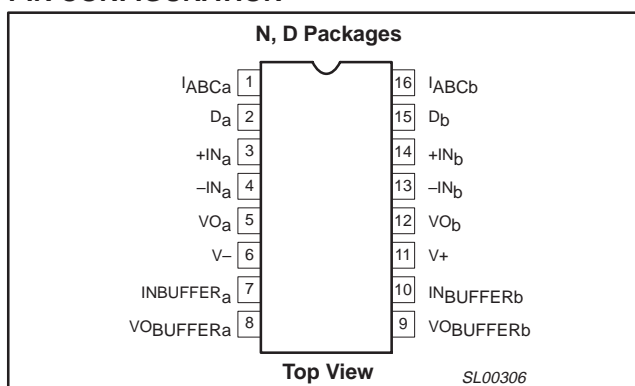 N, D Packages
IABCa 1 16 IABCb
Da 2 15 Db
+INa 3 14 +INb
–INa 4 13 –INb
VOa 5 12 VOb
V– 6 11 V+
INBUFFERa 7 10 INBUFFERb
VOBUFFERa 8 9 VOBUFFERb
Top View
SL00306